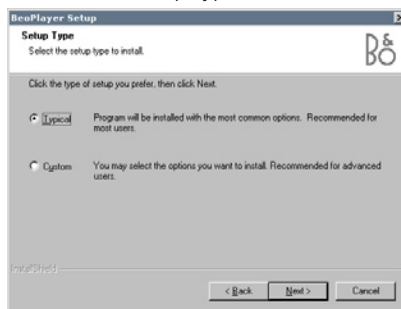 BeoPlayer Setup
Setup Type
Select the setup type to install.
B&O
Click the type of setup you prefer, then click Next.
Typical
Program will be installed with the most common options. Recommended for
most users.
Custom
You may select the options you want to install. Recommended for advanced
users.
InstallShield
< Back
Next >
Cancel